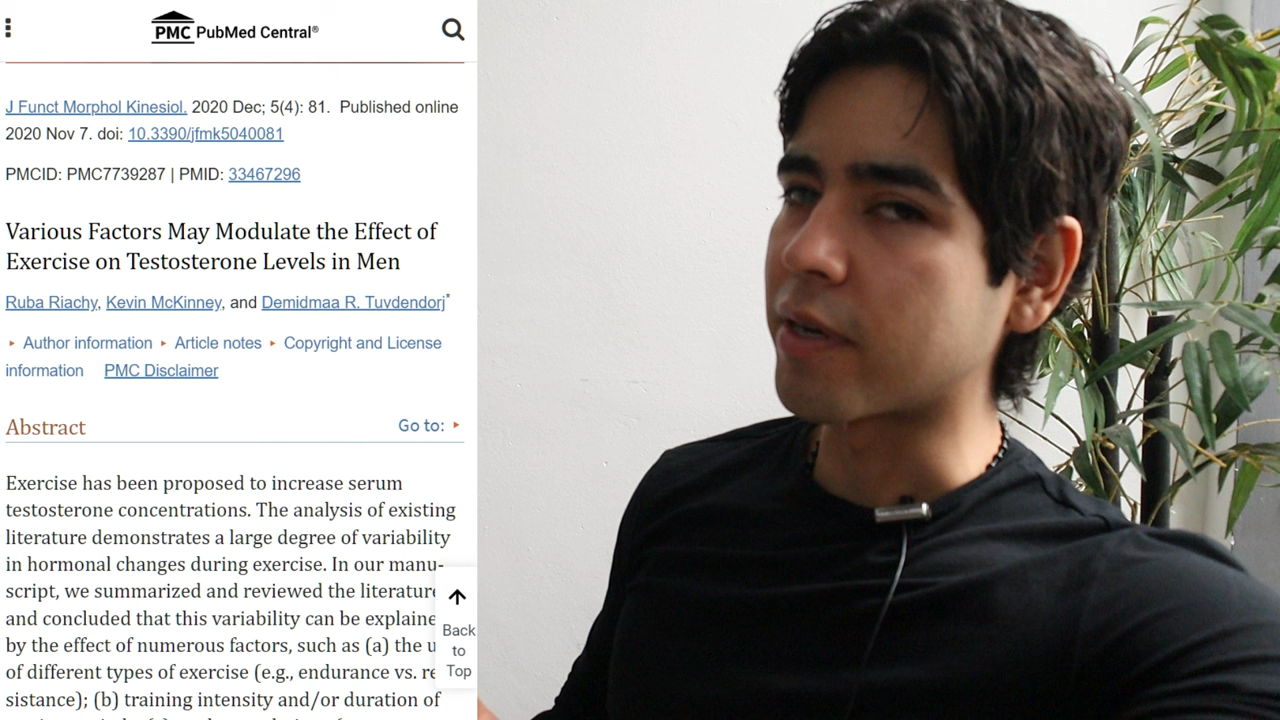 PMC PubMed Central®
J Funct Morphol Kinesiol. 2020 Dec; 5(4): 81. Published online
2020 Nov 7. doi: 10.3390/jfmk5040081
PMCID: PMC7739287 | PMID: 33467296
Various Factors May Modulate the Effect of
Exercise on Testosterone Levels in Men
Ruba Riachy, Kevin McKinney, and Demidmaa R. Tuvdendorj*
Author information Article notes Copyright and License
information PMC Disclaimer
Abstract Go to:
Exercise has been proposed to increase serum
testosterone concentrations. The analysis of existing
literature demonstrates a large degree of variability
in hormonal changes during exercise. In our manu-
script, we summarized and reviewed the literature
and concluded that this variability can be explaine
by the effect of numerous factors, such as (a) the u
of different types of exercise (e.g., endurance vs. re
sistance); (b) training intensity and/or duration of
Back
to
Top